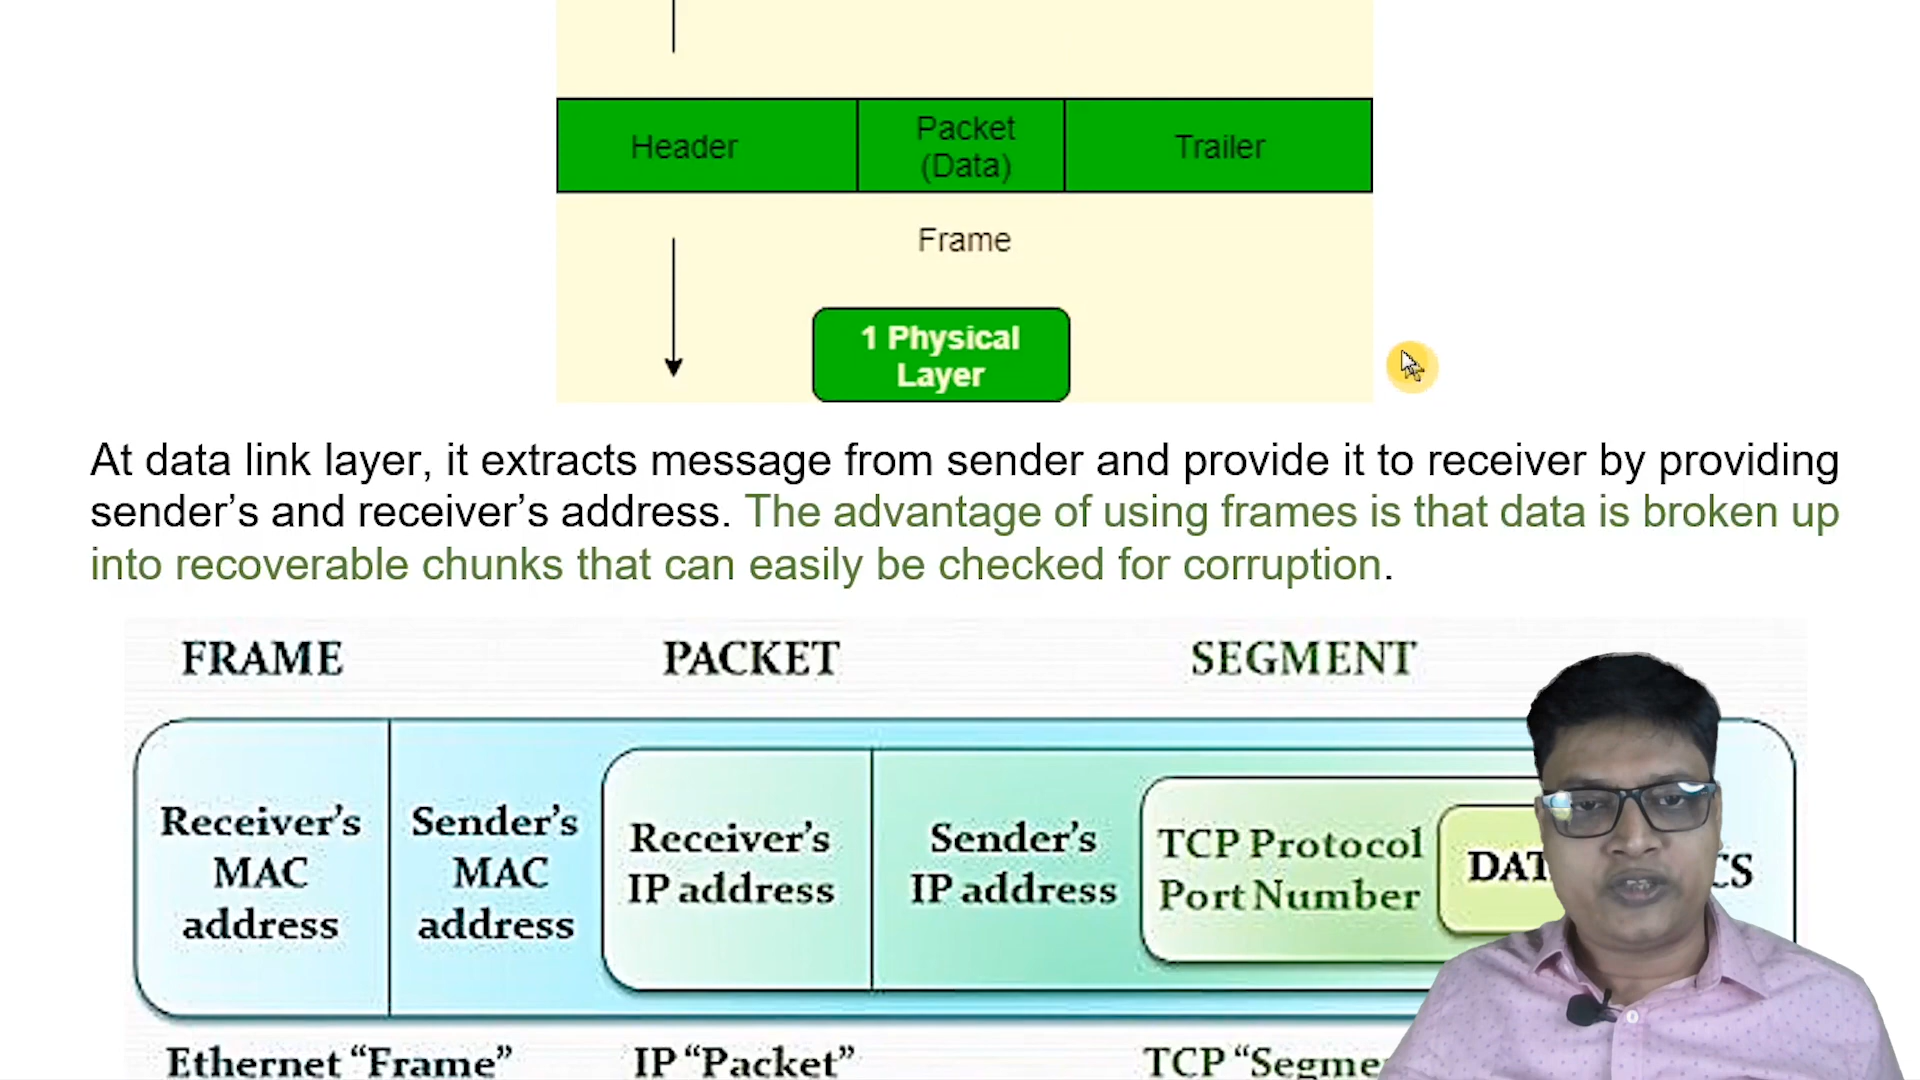 Header
Packet
(Data)
Trailer
Frame
1 Physical
Layer
At data link layer, it extracts message from sender and provide it to receiver by providing
sender’s and receiver’s address. The advantage of using frames is that data is broken up
into recoverable chunks that can easily be checked for corruption.
FRAME
PACKET
SEGMENT
Receiver’s
MAC
address
Sender’s
MAC
address
Receiver’s
IP address
Sender’s
IP address
TCP Protocol
Port Number
Ethernet “Frame”
IP “Packet”
TCP